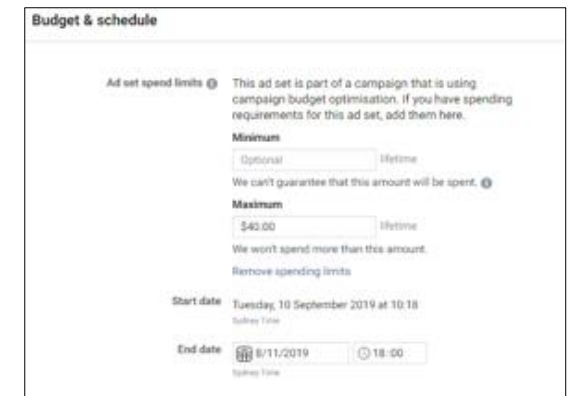 Budget & schedule
Ad set spend limits
This ad set is part of a campaign that is using
campaign budget optimisation. If you have spending
requirements for this ad set, add them here.
Minimum
Optional lifetime
We can't guarantee that this amount will be spent.
Maximum
$40.00 lifetime
We won't spend more than this amount.
Remove spending limits
Start date Tuesday, 10 September 2019 at 10:18
Sydney Time
End date 8/11/2019 18:00
Sydney Time